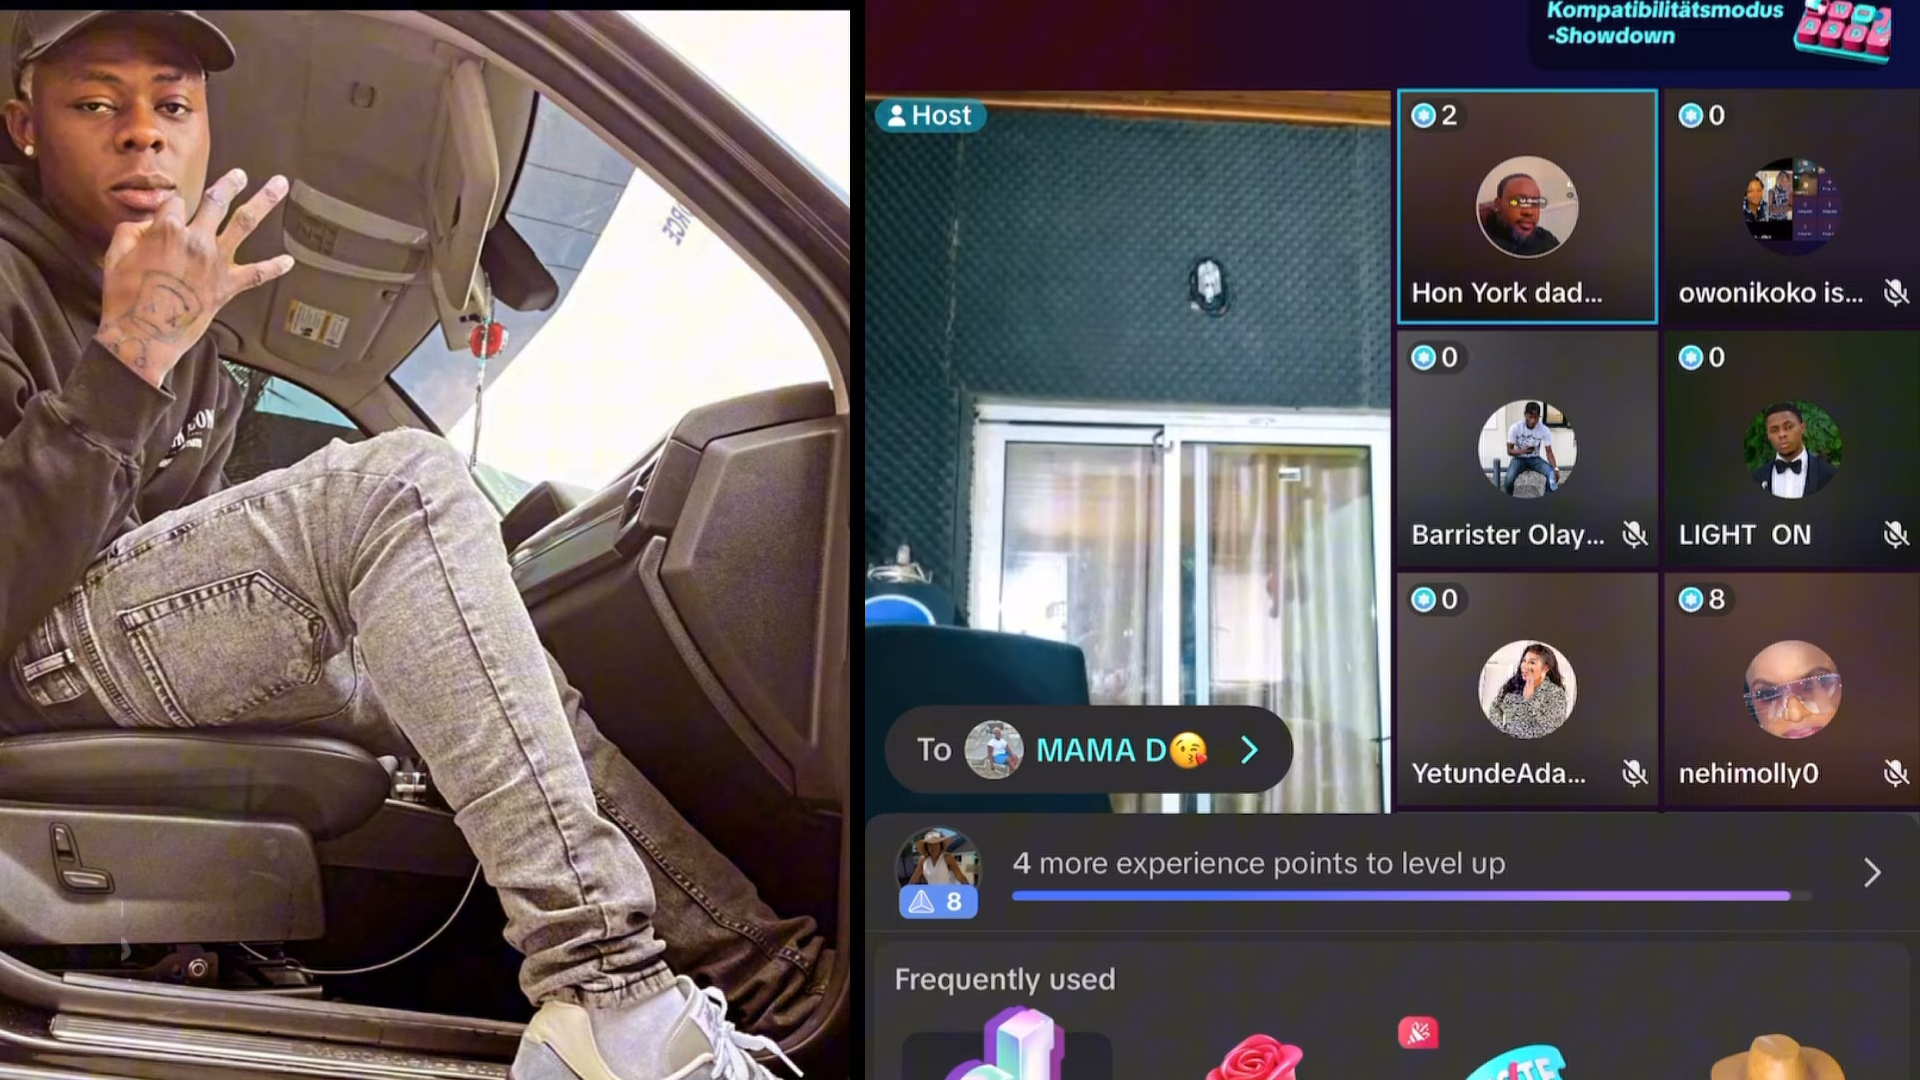 Kompatibilitätsmodus
-Showdown
Host
2
Hon York dad...
0
owonikoko is...
0
Barrister Olay...
0
LIGHT ON
0
YetundeAda...
8
nehimolly0
To MAMA D😘
4 more experience points to level up
8
Frequently used